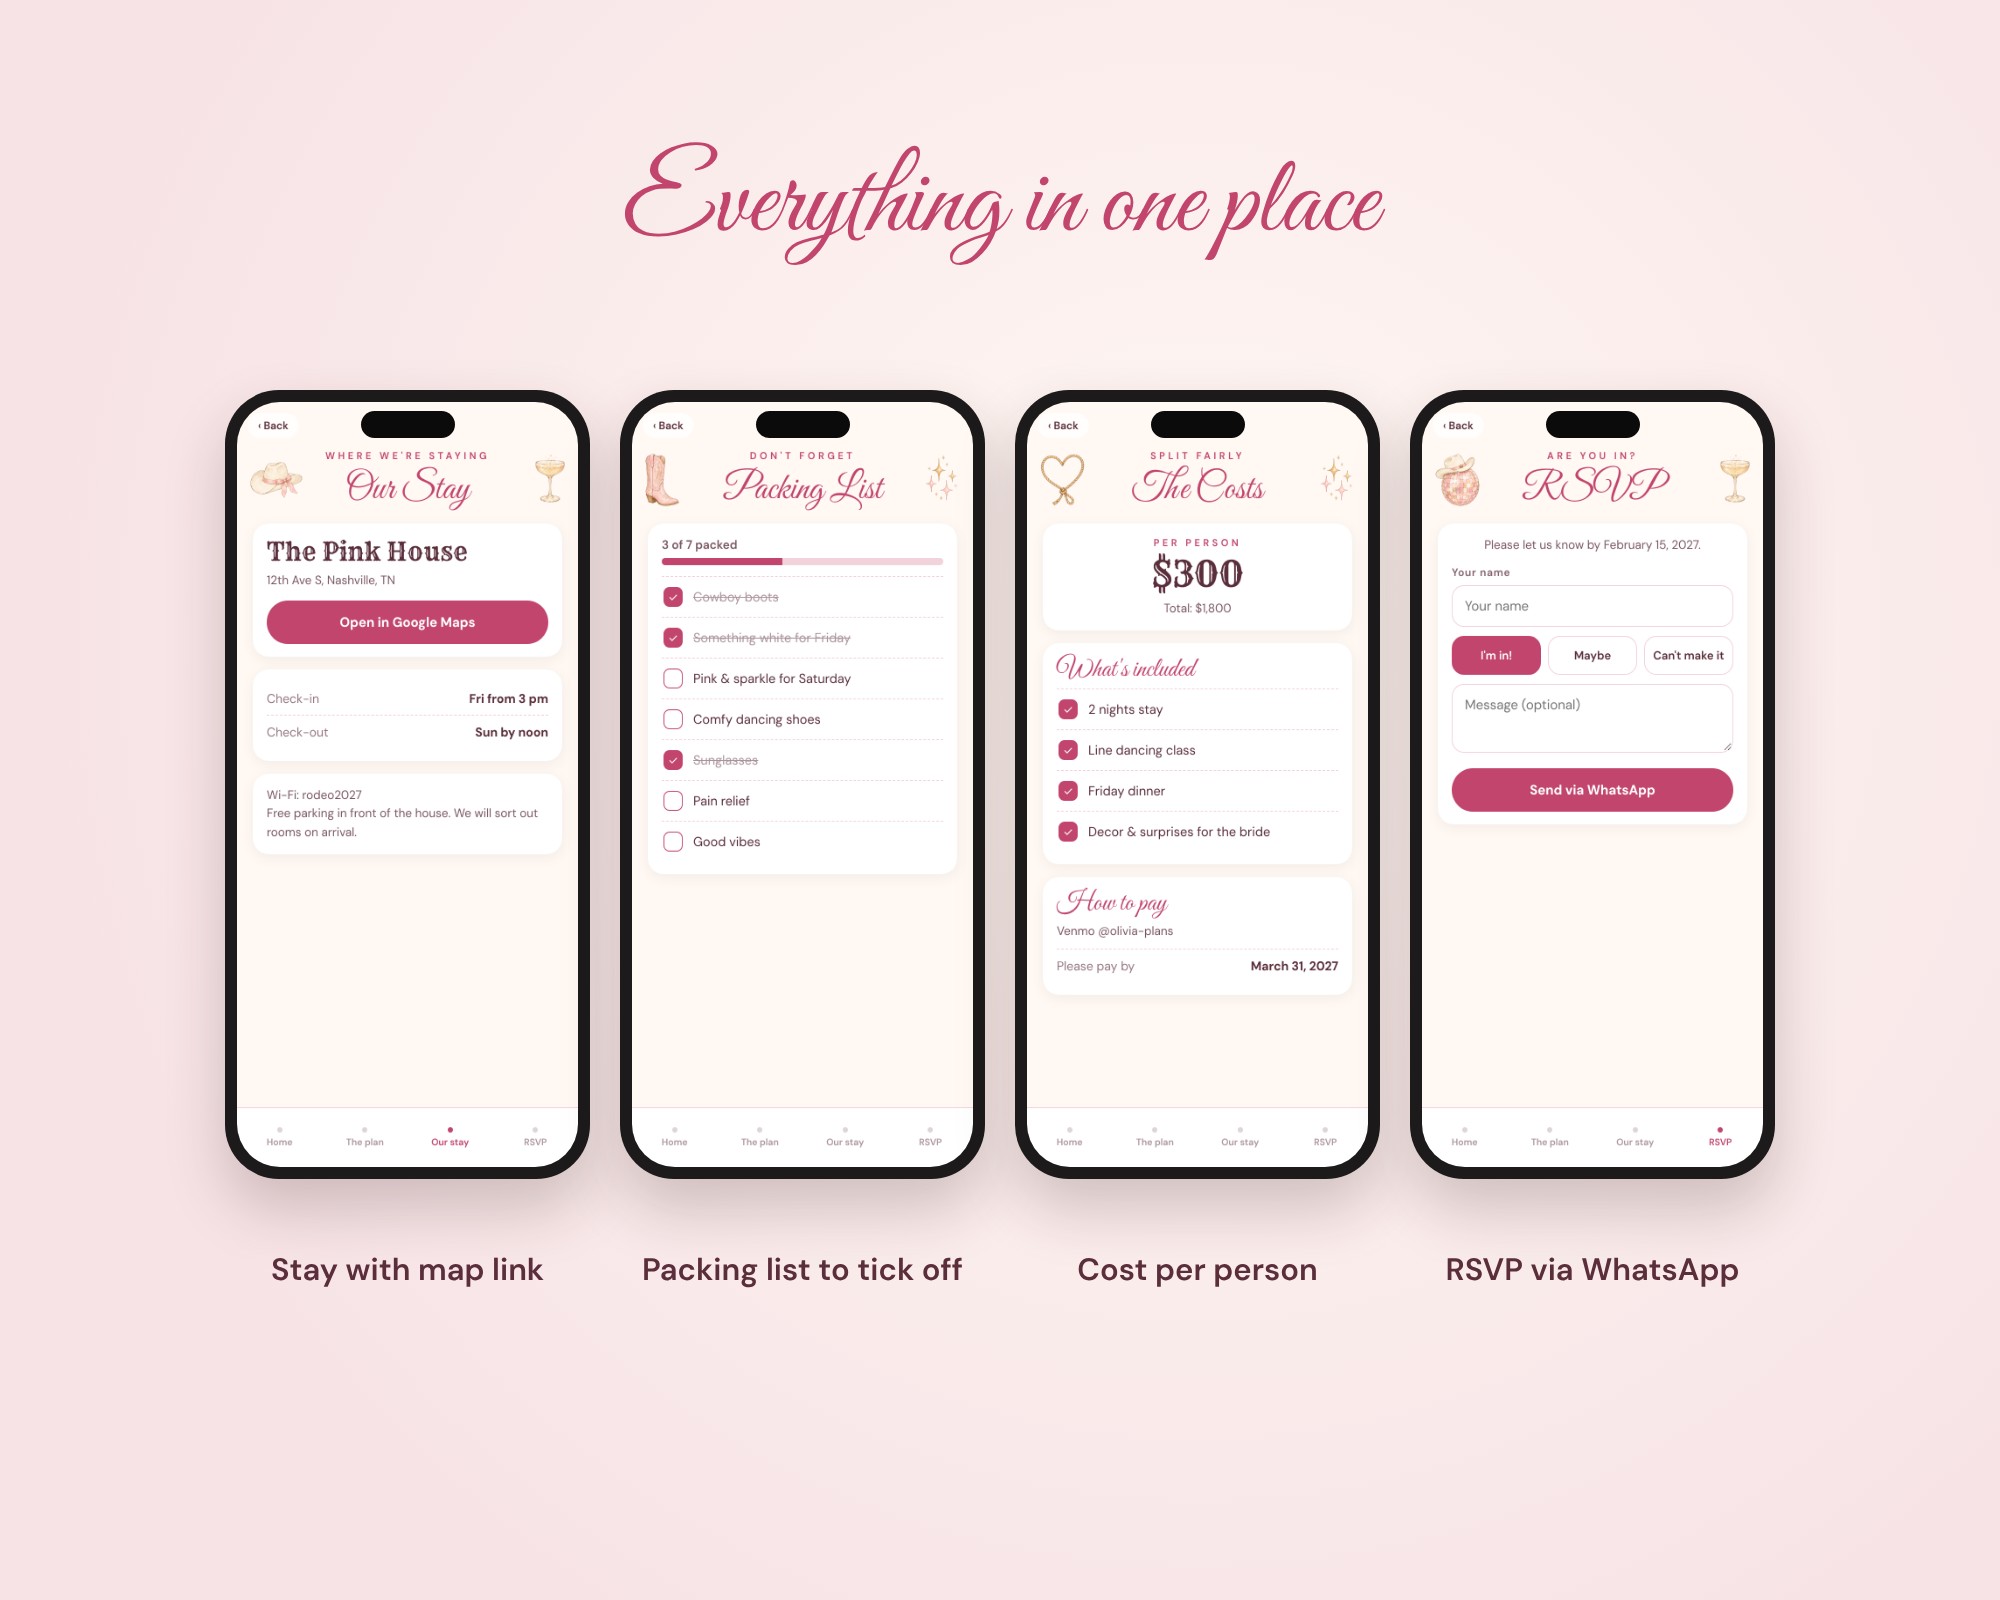 Everything in one place
‹ Back
WHERE WE'RE STAYING
Our Stay
The Pink House
12th Ave S, Nashville, TN
Open in Google Maps
Check-in Fri from 3 pm
Check-out Sun by noon
Wi-Fi: rodeo2027
Free parking in front of the house. We will sort out
rooms on arrival.
Home The plan Our stay RSVP
Stay with map link
‹ Back
DON'T FORGET
Packing List
3 of 7 packed
Cowboy boots
Something white for Friday
Pink & sparkle for Saturday
Comfy dancing shoes
Sunglasses
Pain relief
Good vibes
Home The plan Our stay RSVP
Packing list to tick off
‹ Back
SPLIT FAIRLY
The Costs
PER PERSON
$300
Total: $1,800
What's included
2 nights stay
Line dancing class
Friday dinner
Decor & surprises for the bride
How to pay
Venmo @olivia-plans
Please pay by March 31, 2027
Home The plan Our stay RSVP
Cost per person
‹ Back
ARE YOU IN?
RSVP
Please let us know by February 15, 2027.
Your name
Your name
I'm in! Maybe Can't make it
Message (optional)
Send via WhatsApp
Home The plan Our stay RSVP
RSVP via WhatsApp